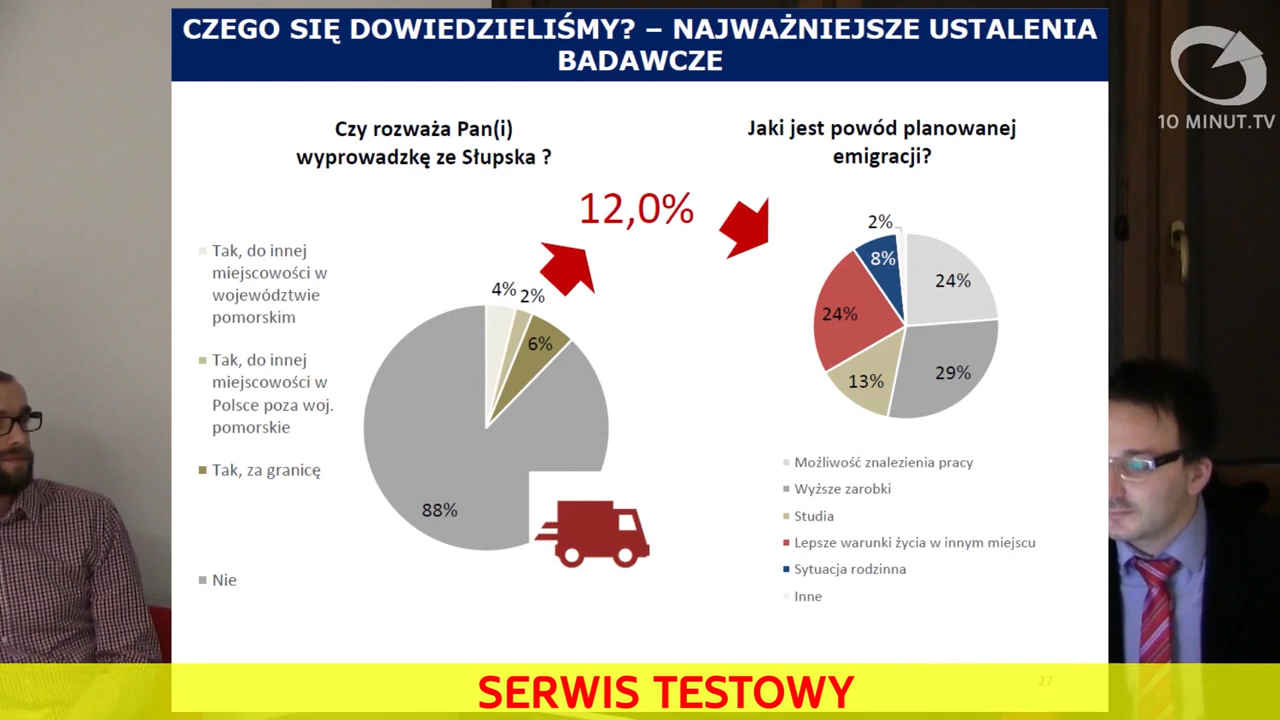 CZEGO SIĘ DOWIEDZIELIŚMY? – NAJWAŻNIEJSZE USTALENIA
BADAWCZE
10 MINUT.TV
Czy rozważa Pan(i)
wyprowadzkę ze Słupska ?
12,0%
Tak, do innej
miejscowości w
województwie
pomorskim
Tak, do innej
miejscowości w
Polsce poza woj.
pomorskie
Tak, za granicę
Nie
4%
2%
6%
88%
Jaki jest powód planowanej
emigracji?
2%
8%
24%
24%
13%
29%
Możliwość znalezienia pracy
Wyższe zarobki
Studia
Lepsze warunki życia w innym miejscu
Sytuacja rodzinna
Inne
27
SERWIS TESTOWY